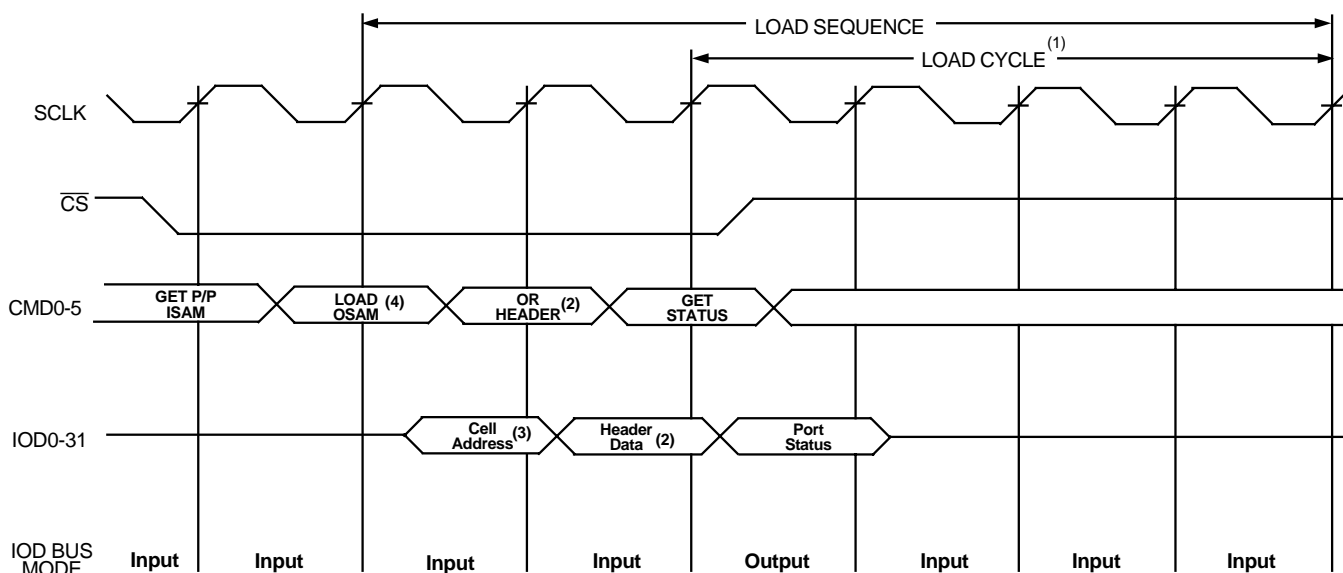 LOAD SEQUENCE
LOAD CYCLE(1)
SCLK
CS
CMD0-5
GET P/P
ISAM
LOAD
OSAM (4)
OR
HEADER(2)
GET
STATUS
IOD0-31
Cell
Address(3)
Header
Data (2)
Port
Status
IOD BUS
MODE
Input Input Input Input Output Input Input Input